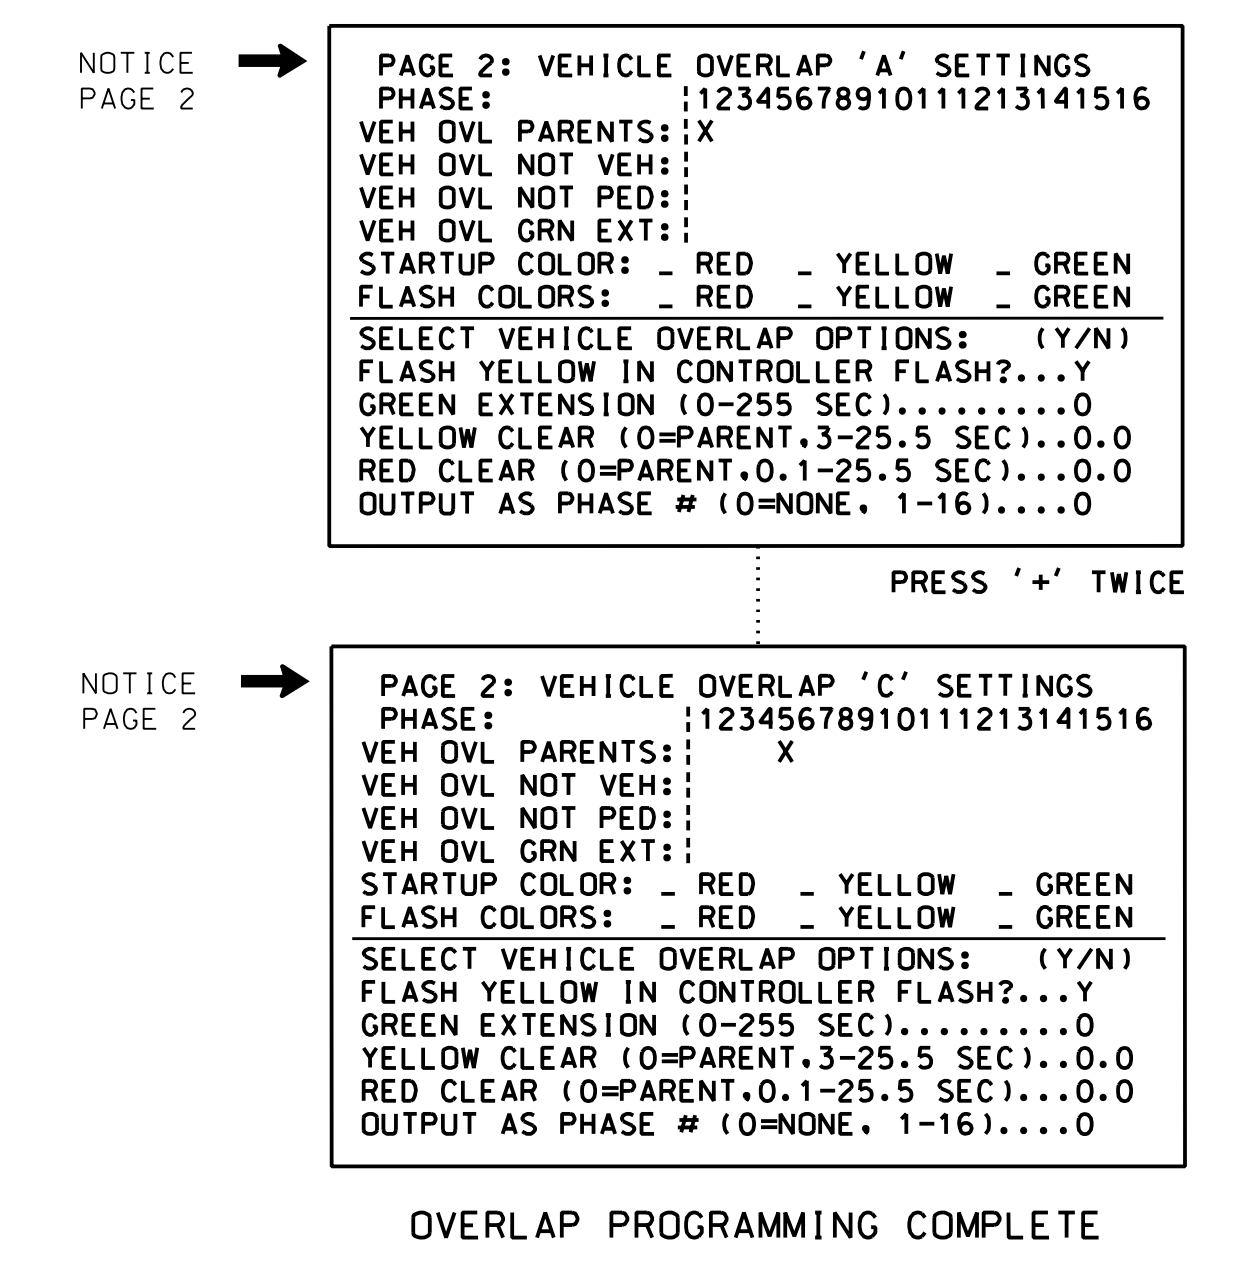 NOTICE
PAGE 2
PAGE 2: VEHICLE OVERLAP 'A' SETTINGS
PHASE: ¦12345678910111213141516
VEH OVL PARENTS:¦X
VEH OVL NOT VEH:¦
VEH OVL NOT PED:¦
VEH OVL GRN EXT:¦
STARTUP COLOR: _ RED _ YELLOW _ GREEN
FLASH COLORS: _ RED _ YELLOW _ GREEN
SELECT VEHICLE OVERLAP OPTIONS: (Y/N)
FLASH YELLOW IN CONTROLLER FLASH?...Y
GREEN EXTENSION (0-255 SEC).........0
YELLOW CLEAR (0=PARENT,3-25.5 SEC)..0.0
RED CLEAR (0=PARENT,0.1-25.5 SEC)...0.0
OUTPUT AS PHASE # (0=NONE, 1-16)....0
PRESS '+' TWICE
NOTICE
PAGE 2
PAGE 2: VEHICLE OVERLAP 'C' SETTINGS
PHASE: ¦12345678910111213141516
VEH OVL PARENTS:¦ X
VEH OVL NOT VEH:¦
VEH OVL NOT PED:¦
VEH OVL GRN EXT:¦
STARTUP COLOR: _ RED _ YELLOW _ GREEN
FLASH COLORS: _ RED _ YELLOW _ GREEN
SELECT VEHICLE OVERLAP OPTIONS: (Y/N)
FLASH YELLOW IN CONTROLLER FLASH?...Y
GREEN EXTENSION (0-255 SEC).........0
YELLOW CLEAR (0=PARENT,3-25.5 SEC)..0.0
RED CLEAR (0=PARENT,0.1-25.5 SEC)...0.0
OUTPUT AS PHASE # (0=NONE, 1-16)....0
OVERLAP PROGRAMMING COMPLETE